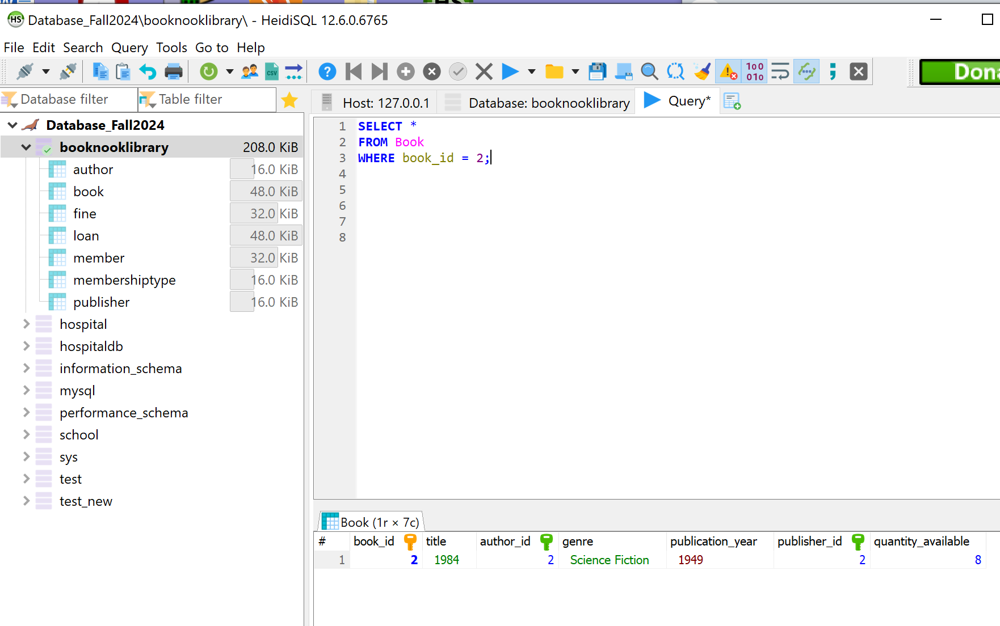 Database_Fall2024\booknooklibrary\ - HeidiSQL 12.6.0.6765
File Edit Search Query Tools Go to Help
Database filter
Table filter
Host: 127.0.0.1
Database: booknooklibrary
Query*
Database_Fall2024
booknooklibrary 208.0 KiB
author 16.0 KiB
book 48.0 KiB
fine 32.0 KiB
loan 48.0 KiB
member 32.0 KiB
membershiptype 16.0 KiB
publisher 16.0 KiB
hospital
hospitaldb
information_schema
mysql
performance_schema
school
sys
test
test_new
1 SELECT *
2 FROM Book
3 WHERE book_id = 2;
4
5
6
7
8
Book (1r × 7c)
# book_id title author_id genre publication_year publisher_id quantity_available
1 2 1984 2 Science Fiction 1949 2 8